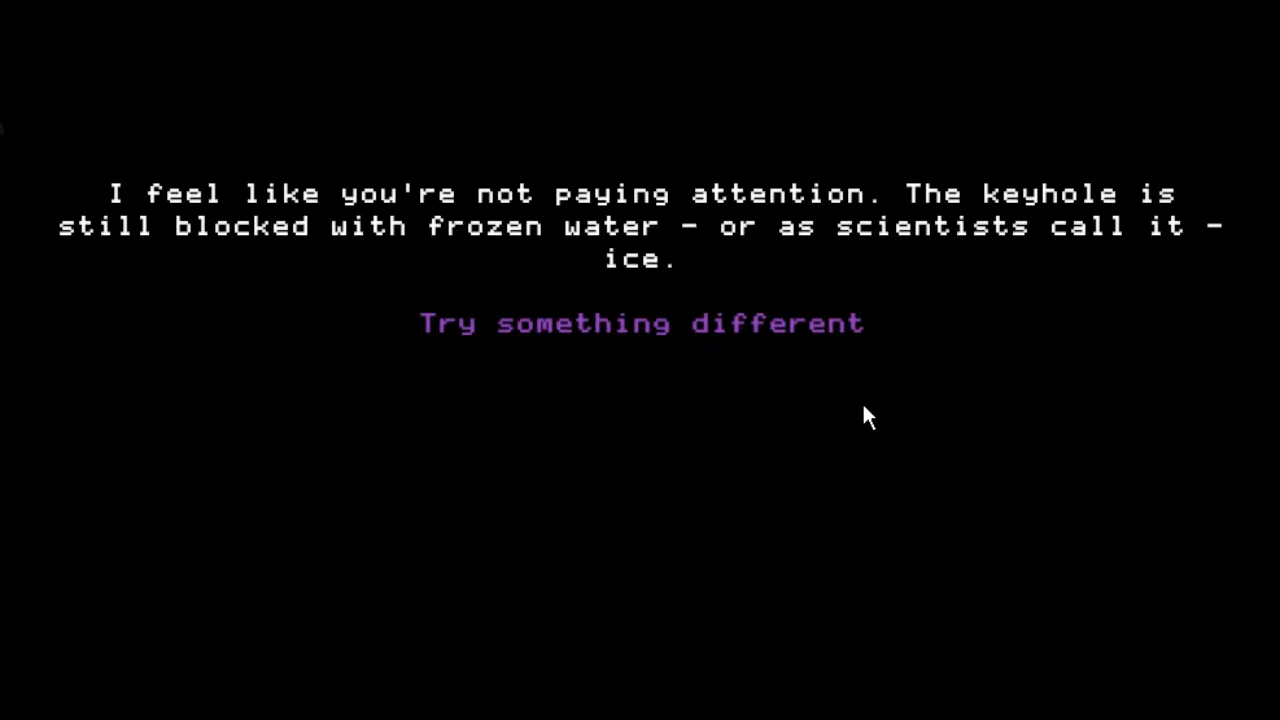 I feel like you're not paying attention. The keyhole is
still blocked with frozen water - or as scientists call it -
ice.
Try something different